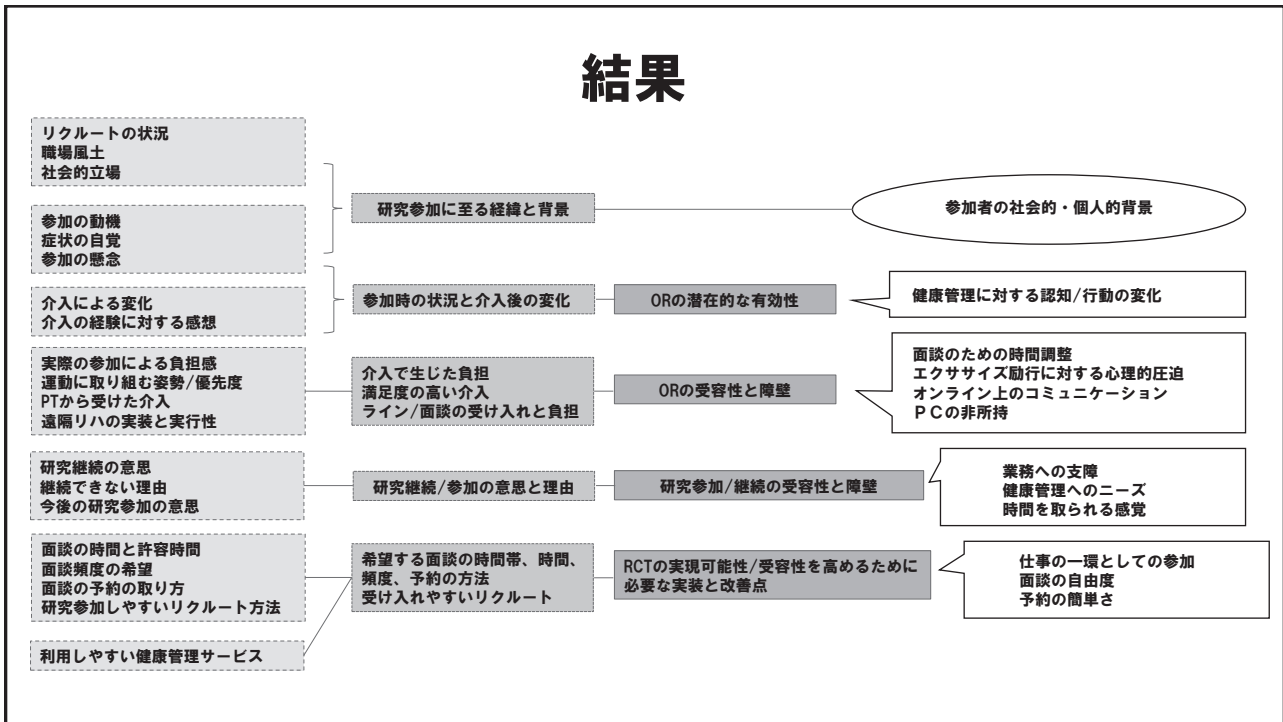 結果
リクルートの状況
職場風土
社会的立場
参加の動機
症状の自覚
参加の懸念
研究参加に至る経緯と背景
参加者の社会的・個人的背景
介入による変化
介入の経験に対する感想
参加時の状況と介入後の変化
ORの潜在的な有効性
健康管理に対する認知/行動の変化
実際の参加による負担感
運動に取り組む姿勢/優先度
PTから受けた介入
遠隔リハの実装と実行性
介入で生じた負担
満足度の高い介入
ライン/面談の受け入れと負担
ORの受容性と障壁
面談のための時間調整
エクササイズ励行に対する心理的圧迫
オンライン上のコミュニケーション
ＰＣの非所持
研究継続の意思
継続できない理由
今後の研究参加の意思
研究継続/参加の意思と理由
研究参加/継続の受容性と障壁
業務への支障
健康管理へのニーズ
時間を取られる感覚
面談の時間と許容時間
面談頻度の希望
面談の予約の取り方
研究参加しやすいリクルート方法
利用しやすい健康管理サービス
希望する面談の時間帯、時間、
頻度、予約の方法
受け入れやすいリクルート
RCTの実現可能性/受容性を高めるために
必要な実装と改善点
仕事の一環としての参加
面談の自由度
予約の簡単さ